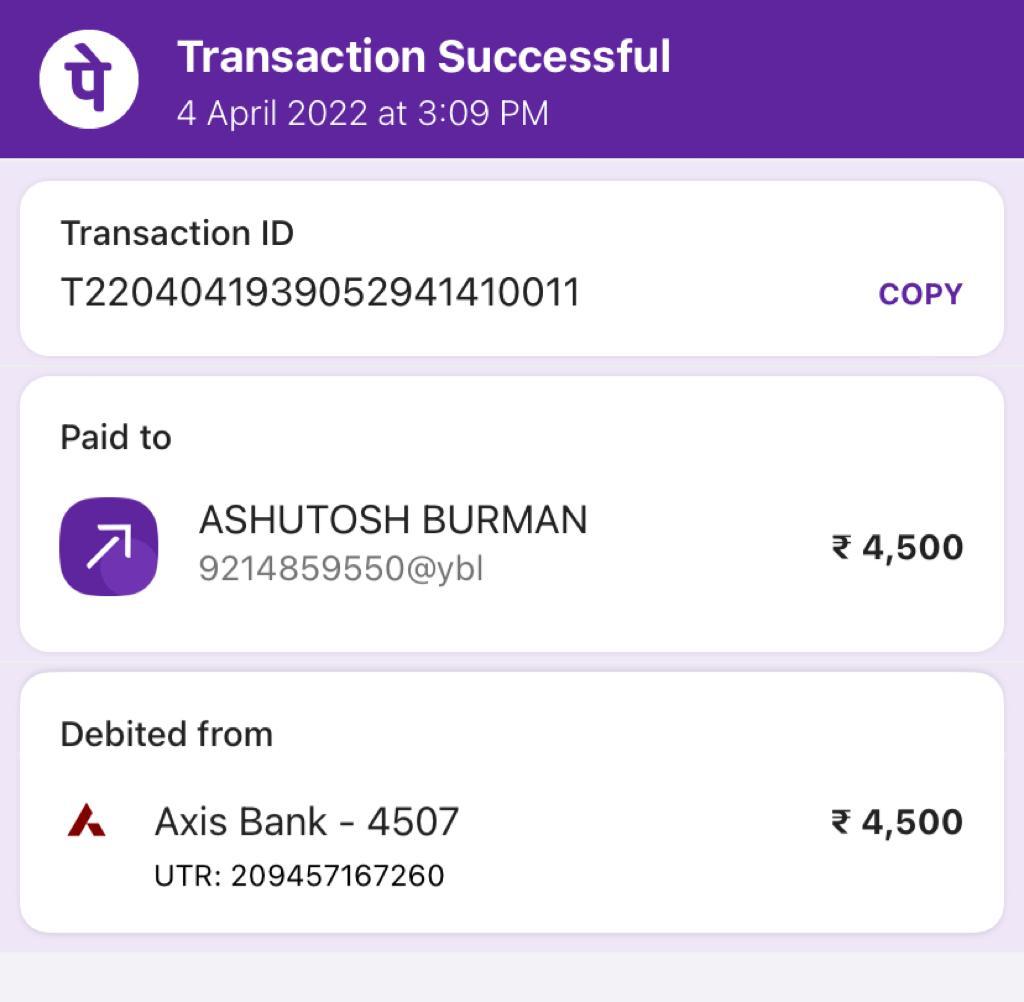 पे
Transaction Successful
4 April 2022 at 3:09 PM
Transaction ID
T2204041939052941410011
COPY
Paid to
ASHUTOSH BURMAN
9214859550@ybl
₹ 4,500
Debited from
Axis Bank - 4507
₹ 4,500
UTR: 209457167260